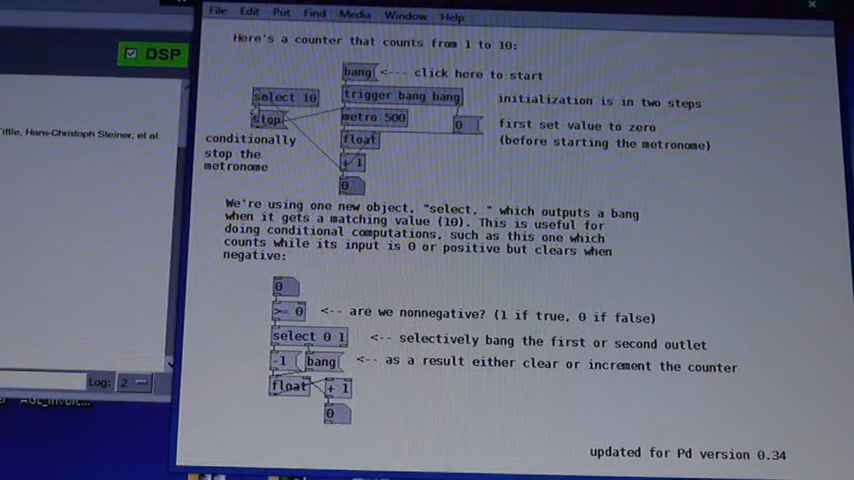 File Edit Put Find Media Window Help
DSP
Here's a counter that counts from 1 to 10:
bang <--- click here to start
select 10 trigger bang bang initialization is in two steps
stop metro 500 0 first set value to zero
conditionally float (before starting the metronome)
stop the + 1
metronome 0
Hans-Christoph Steiner, et al.
We're using one new object, "select, " which outputs a bang
when it gets a matching value (10). This is useful for
doing conditional computations, such as this one which
counts while its input is 0 or positive but clears when
negative:
0
>= 0 <-- are we nonnegative? (1 if true, 0 if false)
select 0 1 <-- selectively bang the first or second outlet
-1 bang <-- as a result either clear or increment the counter
float + 1
0
Log: 2
updated for Pd version 0.34